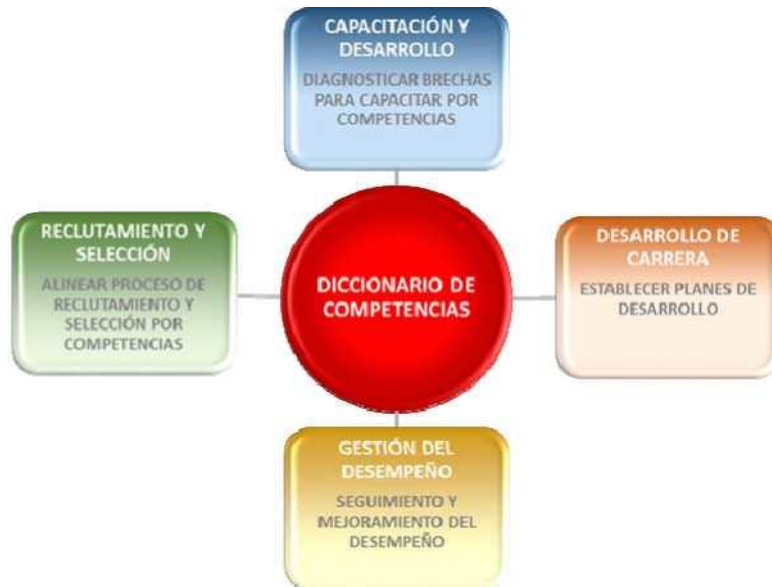 CAPACITACIÓN Y
DESARROLLO
DIAGNOSTICAR BRECHAS
PARA CAPACITAR POR
COMPETENCIAS
RECLUTAMIENTO Y
SELECCIÓN
ALINEAR PROCESO DE
RECLUTAMIENTO Y
SELECCIÓN POR
COMPETENCIAS
DICCIONARIO DE
COMPETENCIAS
DESARROLLO DE
CARRERA
ESTABLECER PLANES DE
DESARROLLO
GESTIÓN DEL
DESEMPEÑO
SEGUIMIENTO Y
MEJORAMIENTO DEL
DESEMPEÑO